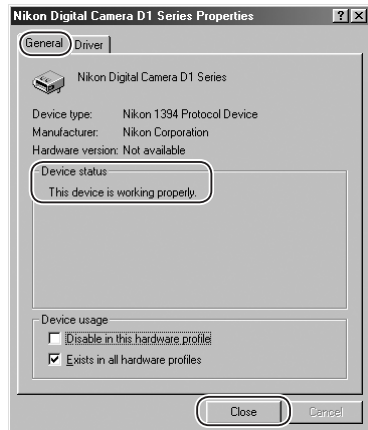 Nikon Digital Camera D1 Series Properties
General Driver
Nikon Digital Camera D1 Series
Device type: Nikon 1394 Protocol Device
Manufacturer: Nikon Corporation
Hardware version: Not available
Device status
This device is working properly.
Device usage
Disable in this hardware profile
Exists in all hardware profiles
Close Cancel